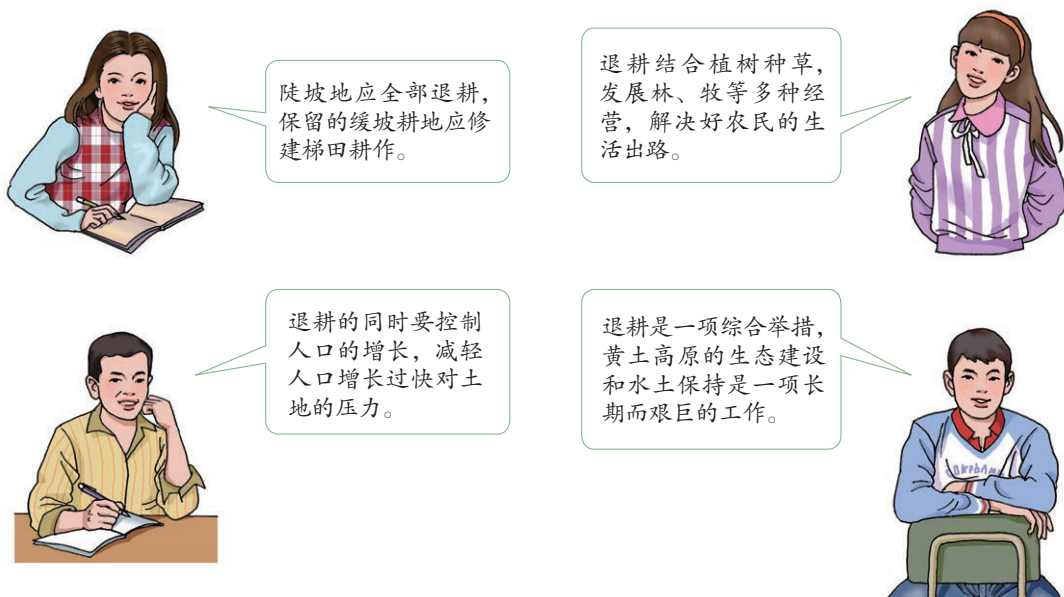 陡坡地应全部退耕，
保留的缓坡耕地应修
建梯田耕作。
退耕结合植树种草，
发展林、牧等多种经
营，解决好农民的生
活出路。
退耕的同时要控制
人口的增长，减轻
人口增长过快对土
地的压力。
退耕是一项综合举措，
黄土高原的生态建设
和水土保持是一项长
期而艰巨的工作。